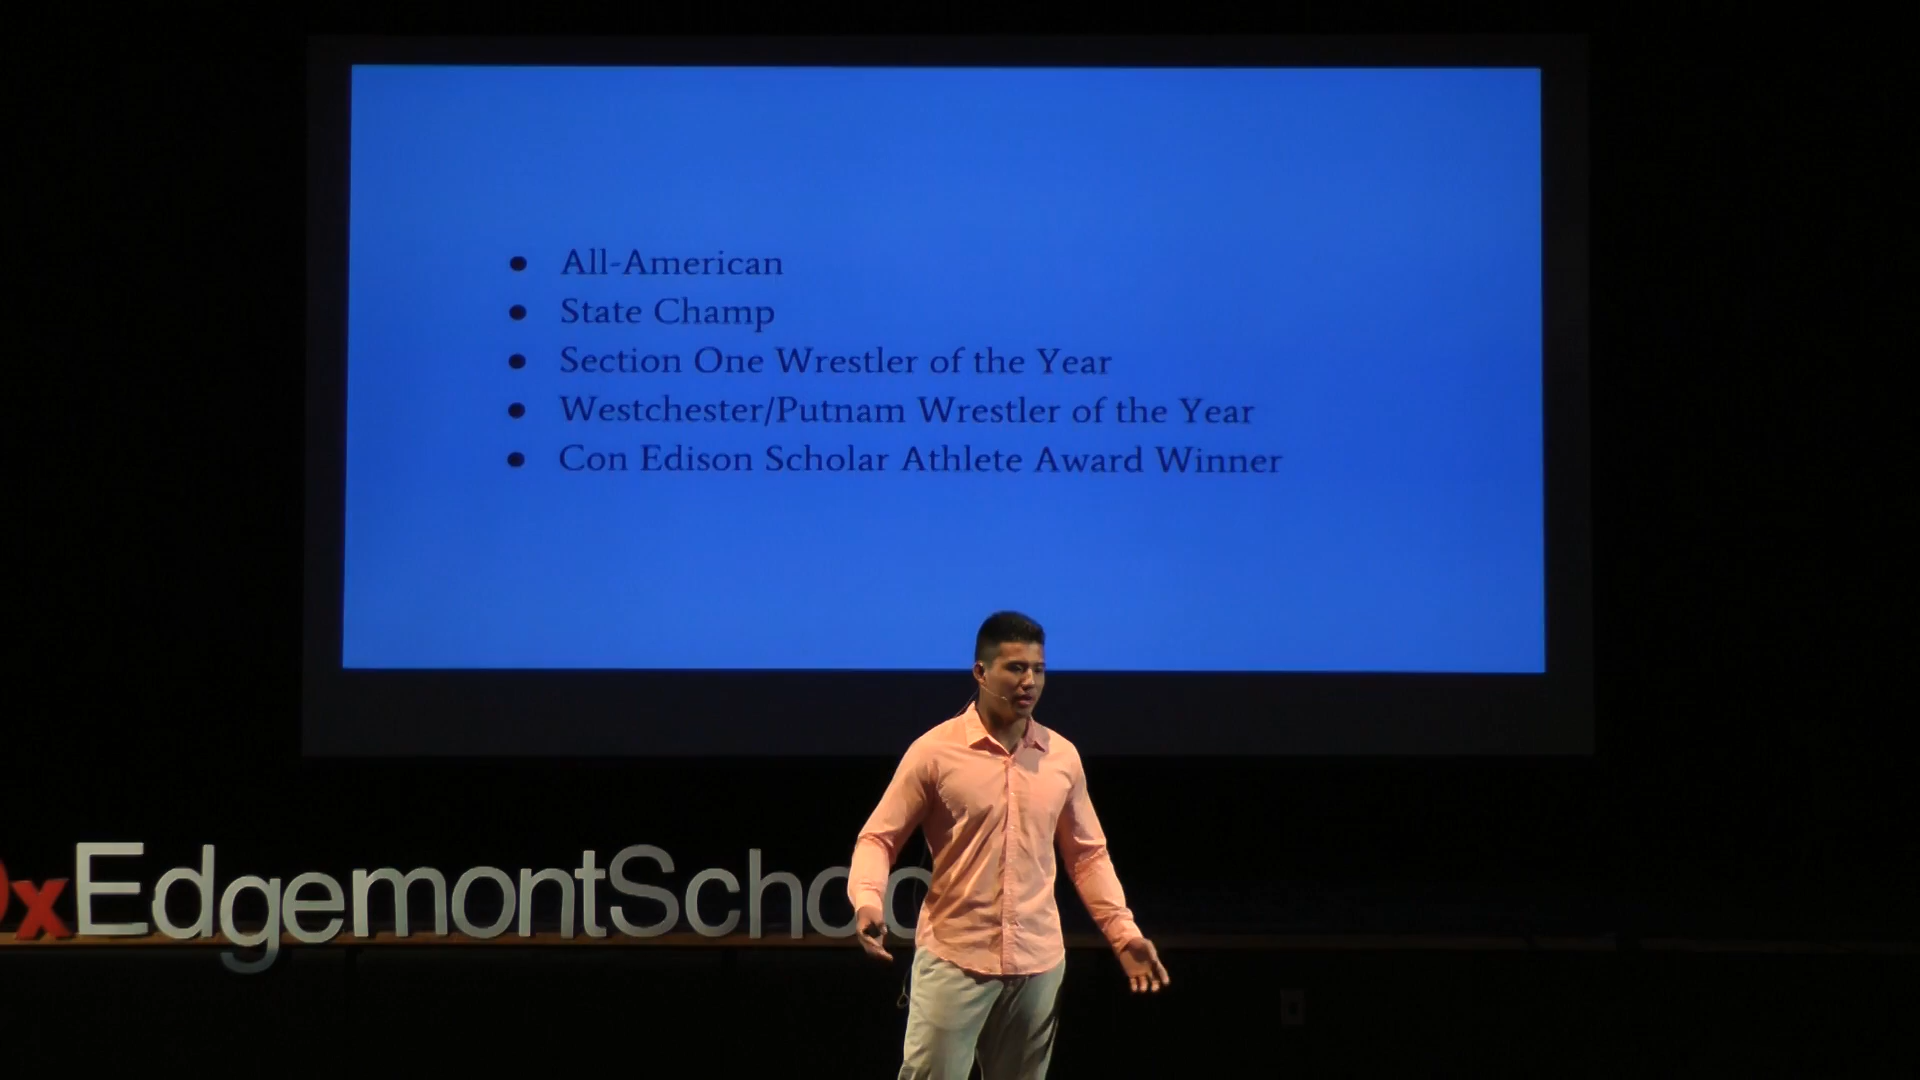 All-American
State Champ
Section One Wrestler of the Year
Westchester/Putnam Wrestler of the Year
Con Edison Scholar Athlete Award Winner
xEdgemontSchoo